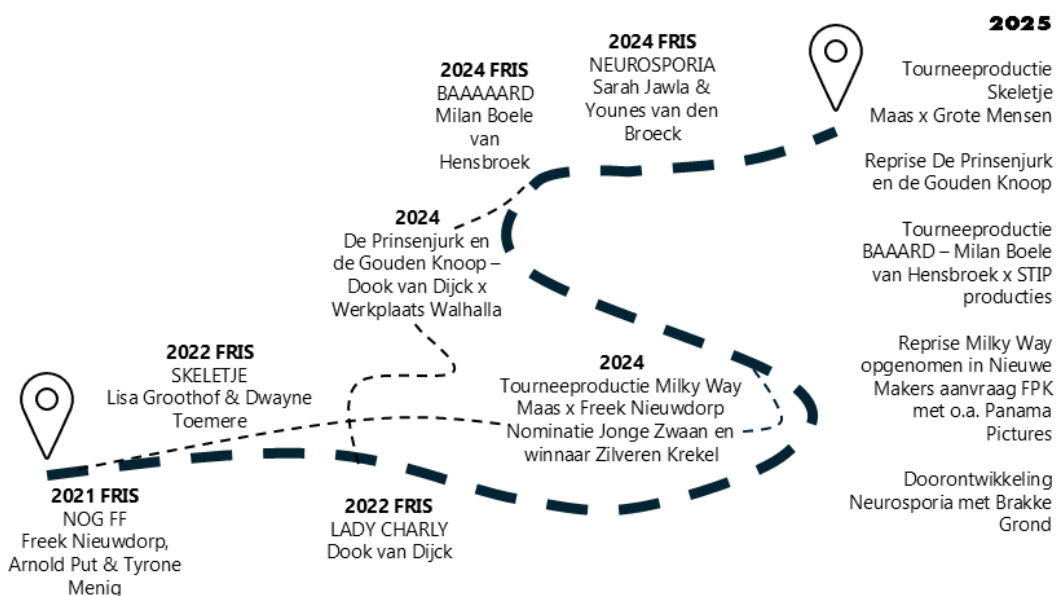 2021 FRIS
NOG FF
Freek Nieuwdorp,
Arnold Put & Tyrone
Menig
2022 FRIS
SKELETJE
Lisa Groothof & Dwayne
Toemere
2022 FRIS
LADY CHARLY
Dook van Dijck
2024
De Prinsenjurk en
de Gouden Knoop –
Dook van Dijck x
Werkplaats Walhalla
2024
Tourneeproductie Milky Way
Maas x Freek Nieuwdorp
Nominatie Jonge Zwaan en
winnaar Zilveren Krekel
2024 FRIS
BAAAAARD
Milan Boele
van
Hensbroek
2024 FRIS
NEUROSPORIA
Sarah Jawla &
Younes van den
Broeck
2025
Tourneeproductie
Skeletje
Maas x Grote Mensen
Reprise De Prinsenjurk
en de Gouden Knoop
Tourneeproductie
BAAARD – Milan Boele
van Hensbroek x STIP
producties
Reprise Milky Way
opgenomen in Nieuwe
Makers aanvraag FPK
met o.a. Panama
Pictures
Doorontwikkeling
Neurosporia met Brakke
Grond